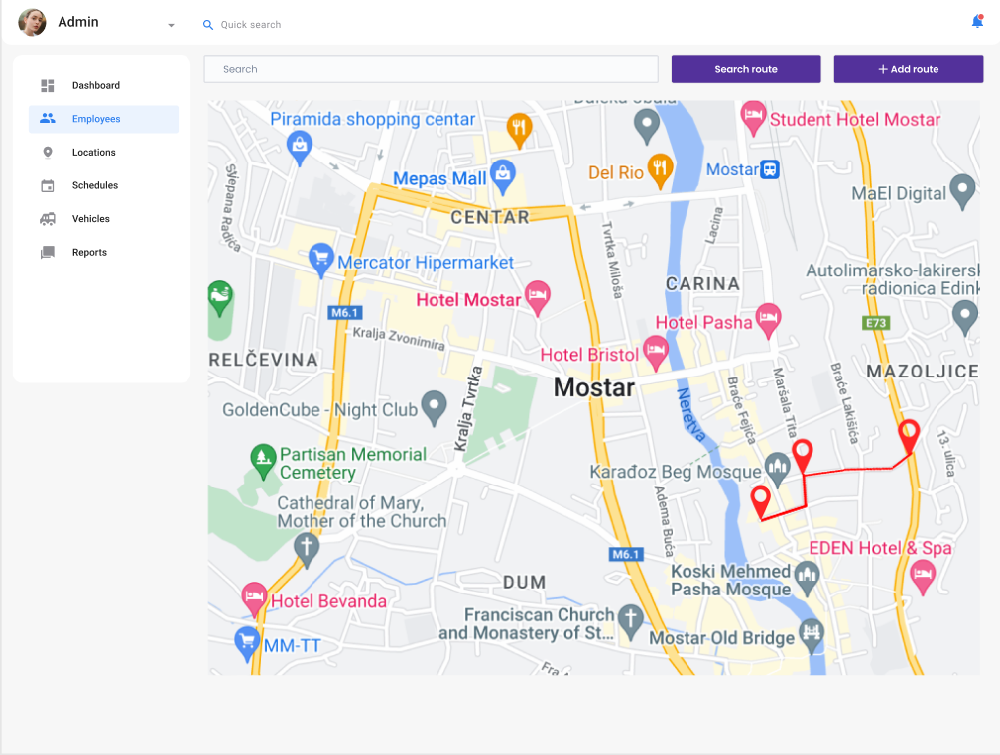 Admin
Quick search
Dashboard
Employees
Locations
Schedules
Vehicles
Reports
Search
Search route
+ Add route
Piramida shopping centar
Student Hotel Mostar
Mepas Mall
Del Rio
Mostar
MaEl Digital
CENTAR
Lacina
Tvrtka Miloša
Mercator Hipermarket
CARINA
Autolimarsko-lakirersk
radionica Edink
Hotel Mostar
M6.1
Hotel Pasha
E73
Kralja Zvonimira
RELČEVINA
Hotel Bristol
MAZOLJICE
Mostar
Kralja Tvrtka
Neretva
Braće Fejića
Maršala Tita
Braće Lakišića
GoldenCube - Night Club
13. ulica
Partisan Memorial
Cemetery
Karađoz Beg Mosque
Cathedral of Mary,
Mother of the Church
Adema Buća
M6.1
EDEN Hotel & Spa
Koski Mehmed
Pasha Mosque
DUM
Hotel Bevanda
Franciscan Church
and Monastery of St...
Mostar Old Bridge
MM-TT